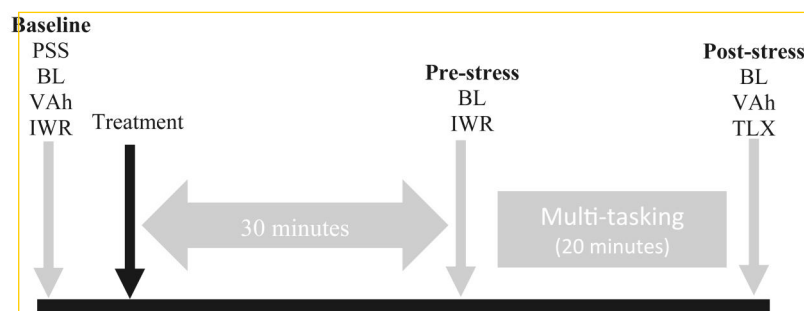 Baseline
PSS
BL
VAh
IWR
Treatment
30 minutes
Pre-stress
BL
IWR
Multi-tasking
(20 minutes)
Post-stress
BL
VAh
TLX